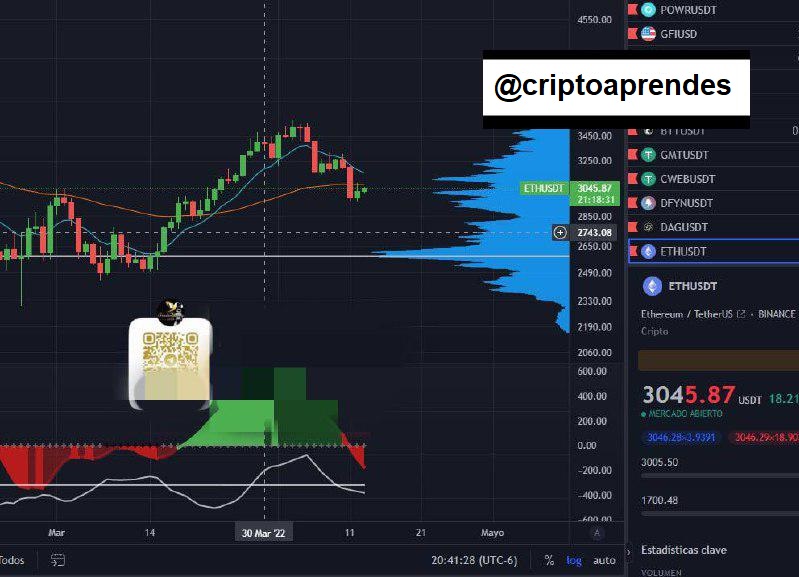 4550.00
POWRUSDT
GFIUSD
@criptoaprendes
3450.00
BTTUSDT
3250.00
GMTUSDT
CWEBUSDT
ETHUSDT
3045.87
21:18:31
DFYNUSDT
2850.00
DAGUSDT
2743.08
2650.00
ETHUSDT
2490.00
ETHUSDT
2330.00
Ethereum / TetherUS · BINANCE
2190.00
Cripto
2060.00
600.00
400.00
3045.87 USDT 18.21
MERCADO ABIERTO
200.00
3046.28×3.9391
3046.29×18.90
0.00
3005.50
-200.00
-400.00
1700.48
-600.00
Mar
14
30 Mar '22
11
21
Mayo
A
Estadísticas clave
Todos
20:41:28 (UTC-6)
%
log
auto
VOLUMEN